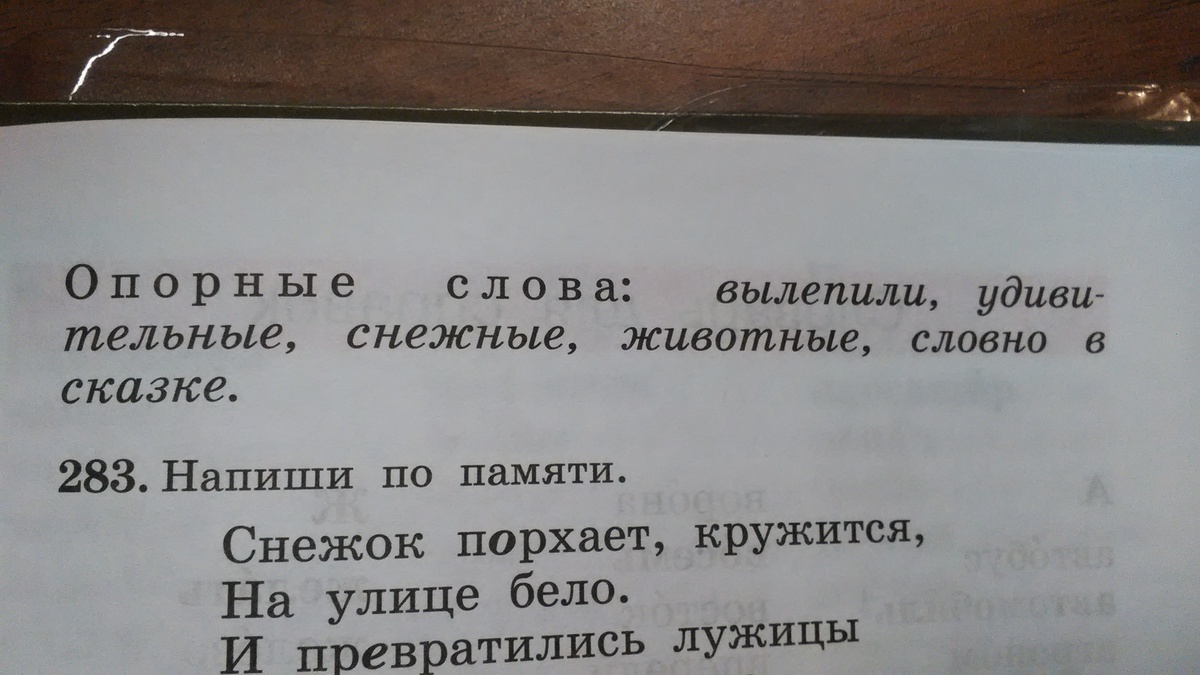 Опорные слова: вылепили, удиви-
тельные, снежные, животные, словно в
сказке.
283. Напиши по памяти.
Снежок порхает, кружится,
На улице бело.
И превратились лужицы